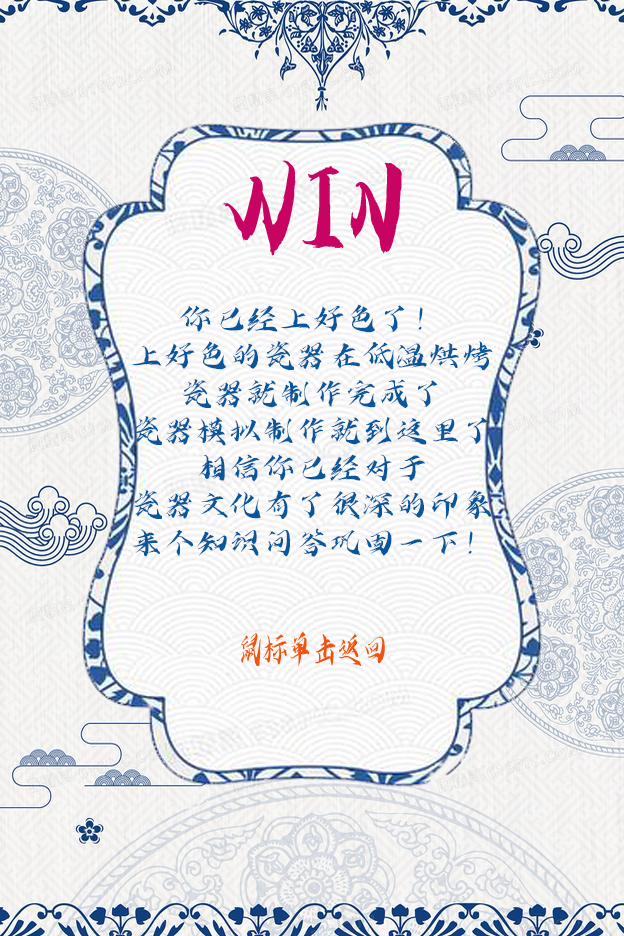 WIN
你已经上好色了！
上好色的瓷器在低温烘烤
瓷器就制作完成了
瓷器模拟制作就到这里了
相信你已经对于
瓷器文化有了很深的印象
来个知识问答巩固一下！
鼠标单击返回